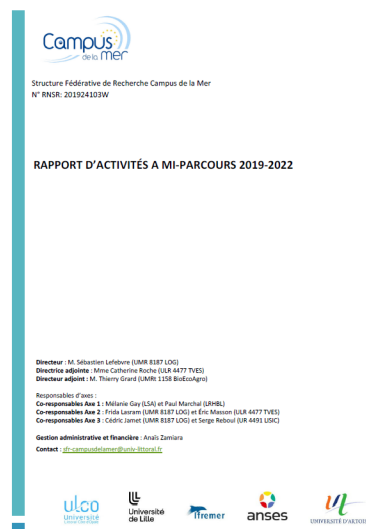 Campus
de la mer
Structure Fédérative de Recherche Campus de la Mer
N° RNSR: 201924103W
RAPPORT D'ACTIVITÉS A MI-PARCOURS 2019-2022
Directeur : M. Sébastien Lefebvre (UMR 8187 LOG)
Directrice adjointe : Mme Catherine Roche (ULR 4477 TVES)
Directeur adjoint : M. Thierry Grard (UMRt 1158 BioEcoAgro)
Responsables d'axes :
Co-responsables Axe 1 : Mélanie Gay (LSA) et Paul Marchal (LRHBL)
Co-responsables Axe 2 : Frida Lasram (UMR 8187 LOG) et Éric Masson (ULR 4477 TVES)
Co-responsables Axe 3 : Cédric Jamet (UMR 8187 LOG) et Serge Reboul (UR 4491 LISIC)
Gestion administrative et financière : Anaïs Zamiara
Contact : sfr-campusdelamer@univ-littoral.fr
ulco
université
Université
de Lille
Ifremer
anses
UNIVERSITÉ D'ARTOIS